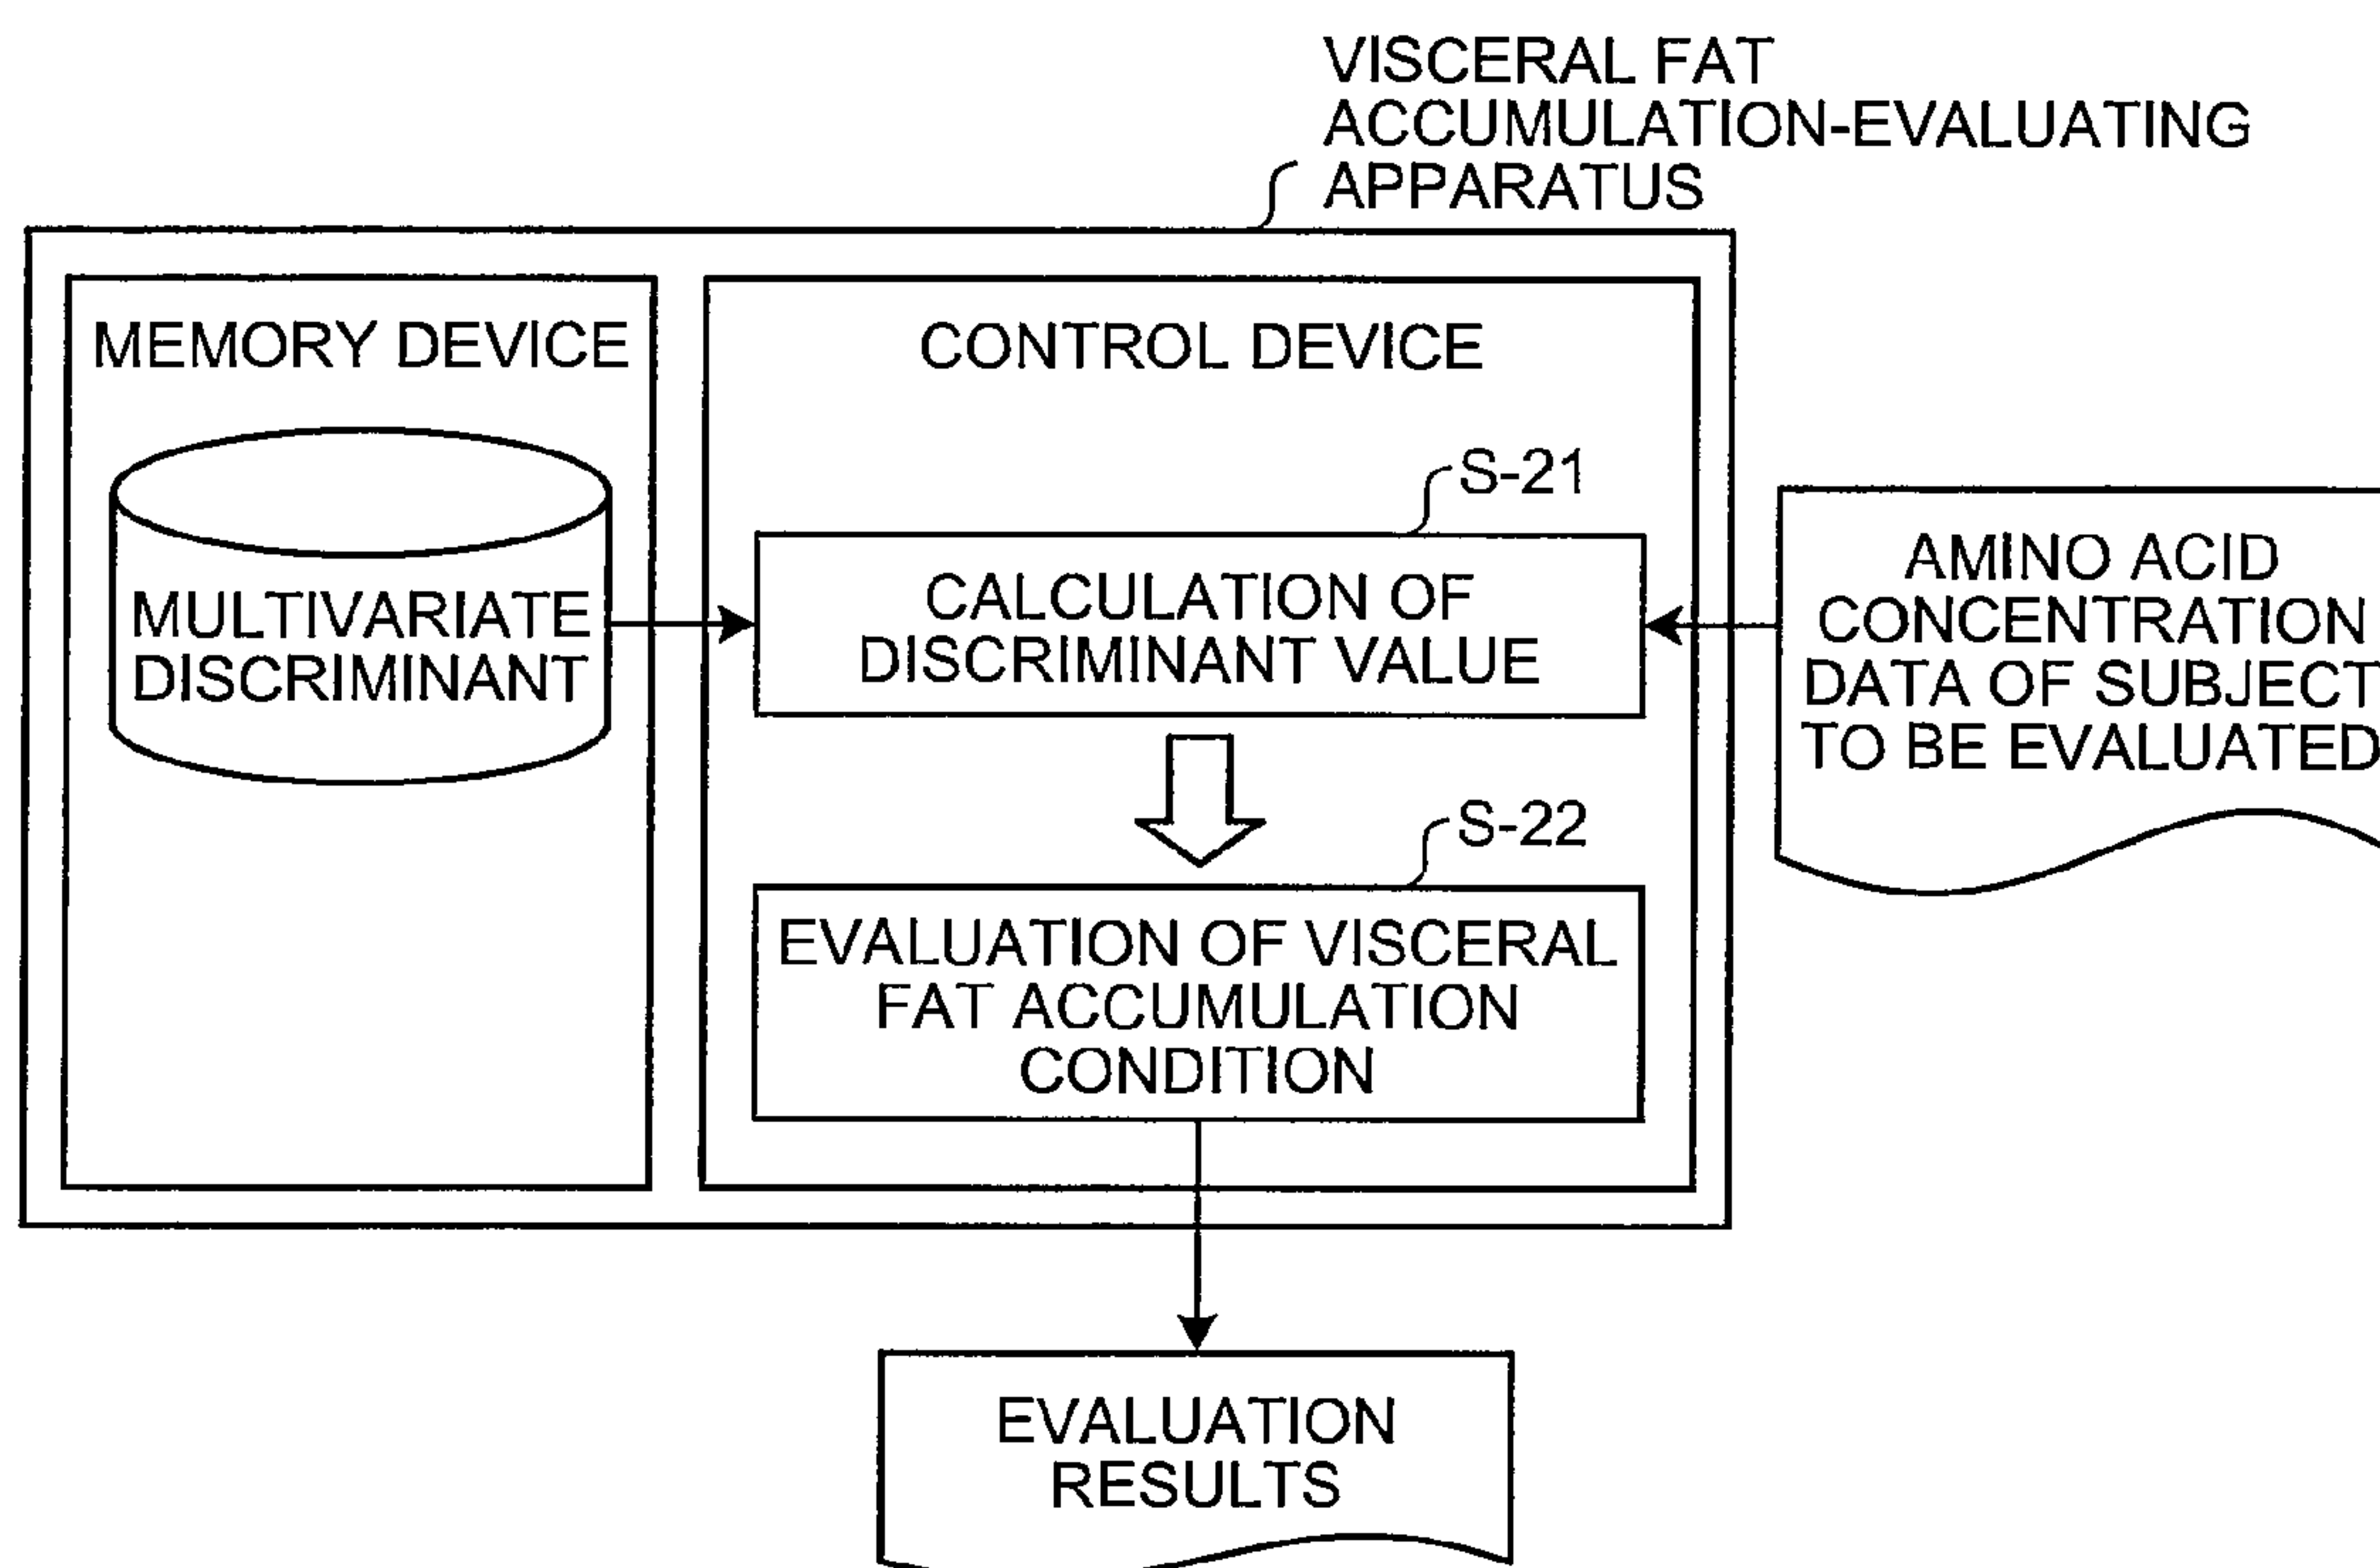 VISCERAL FAT
ACCUMULATION-EVALUATING
APPARATUS
MEMORY DEVICE
MULTIVARIATE
DISCRIMINANT
CONTROL DEVICE
S-21
CALCULATION OF
DISCRIMINANT VALUE
S-22
EVALUATION OF VISCERAL
FAT ACCUMULATION
CONDITION
AMINO ACID
CONCENTRATION
DATA OF SUBJECT
TO BE EVALUATED
EVALUATION
RESULTS